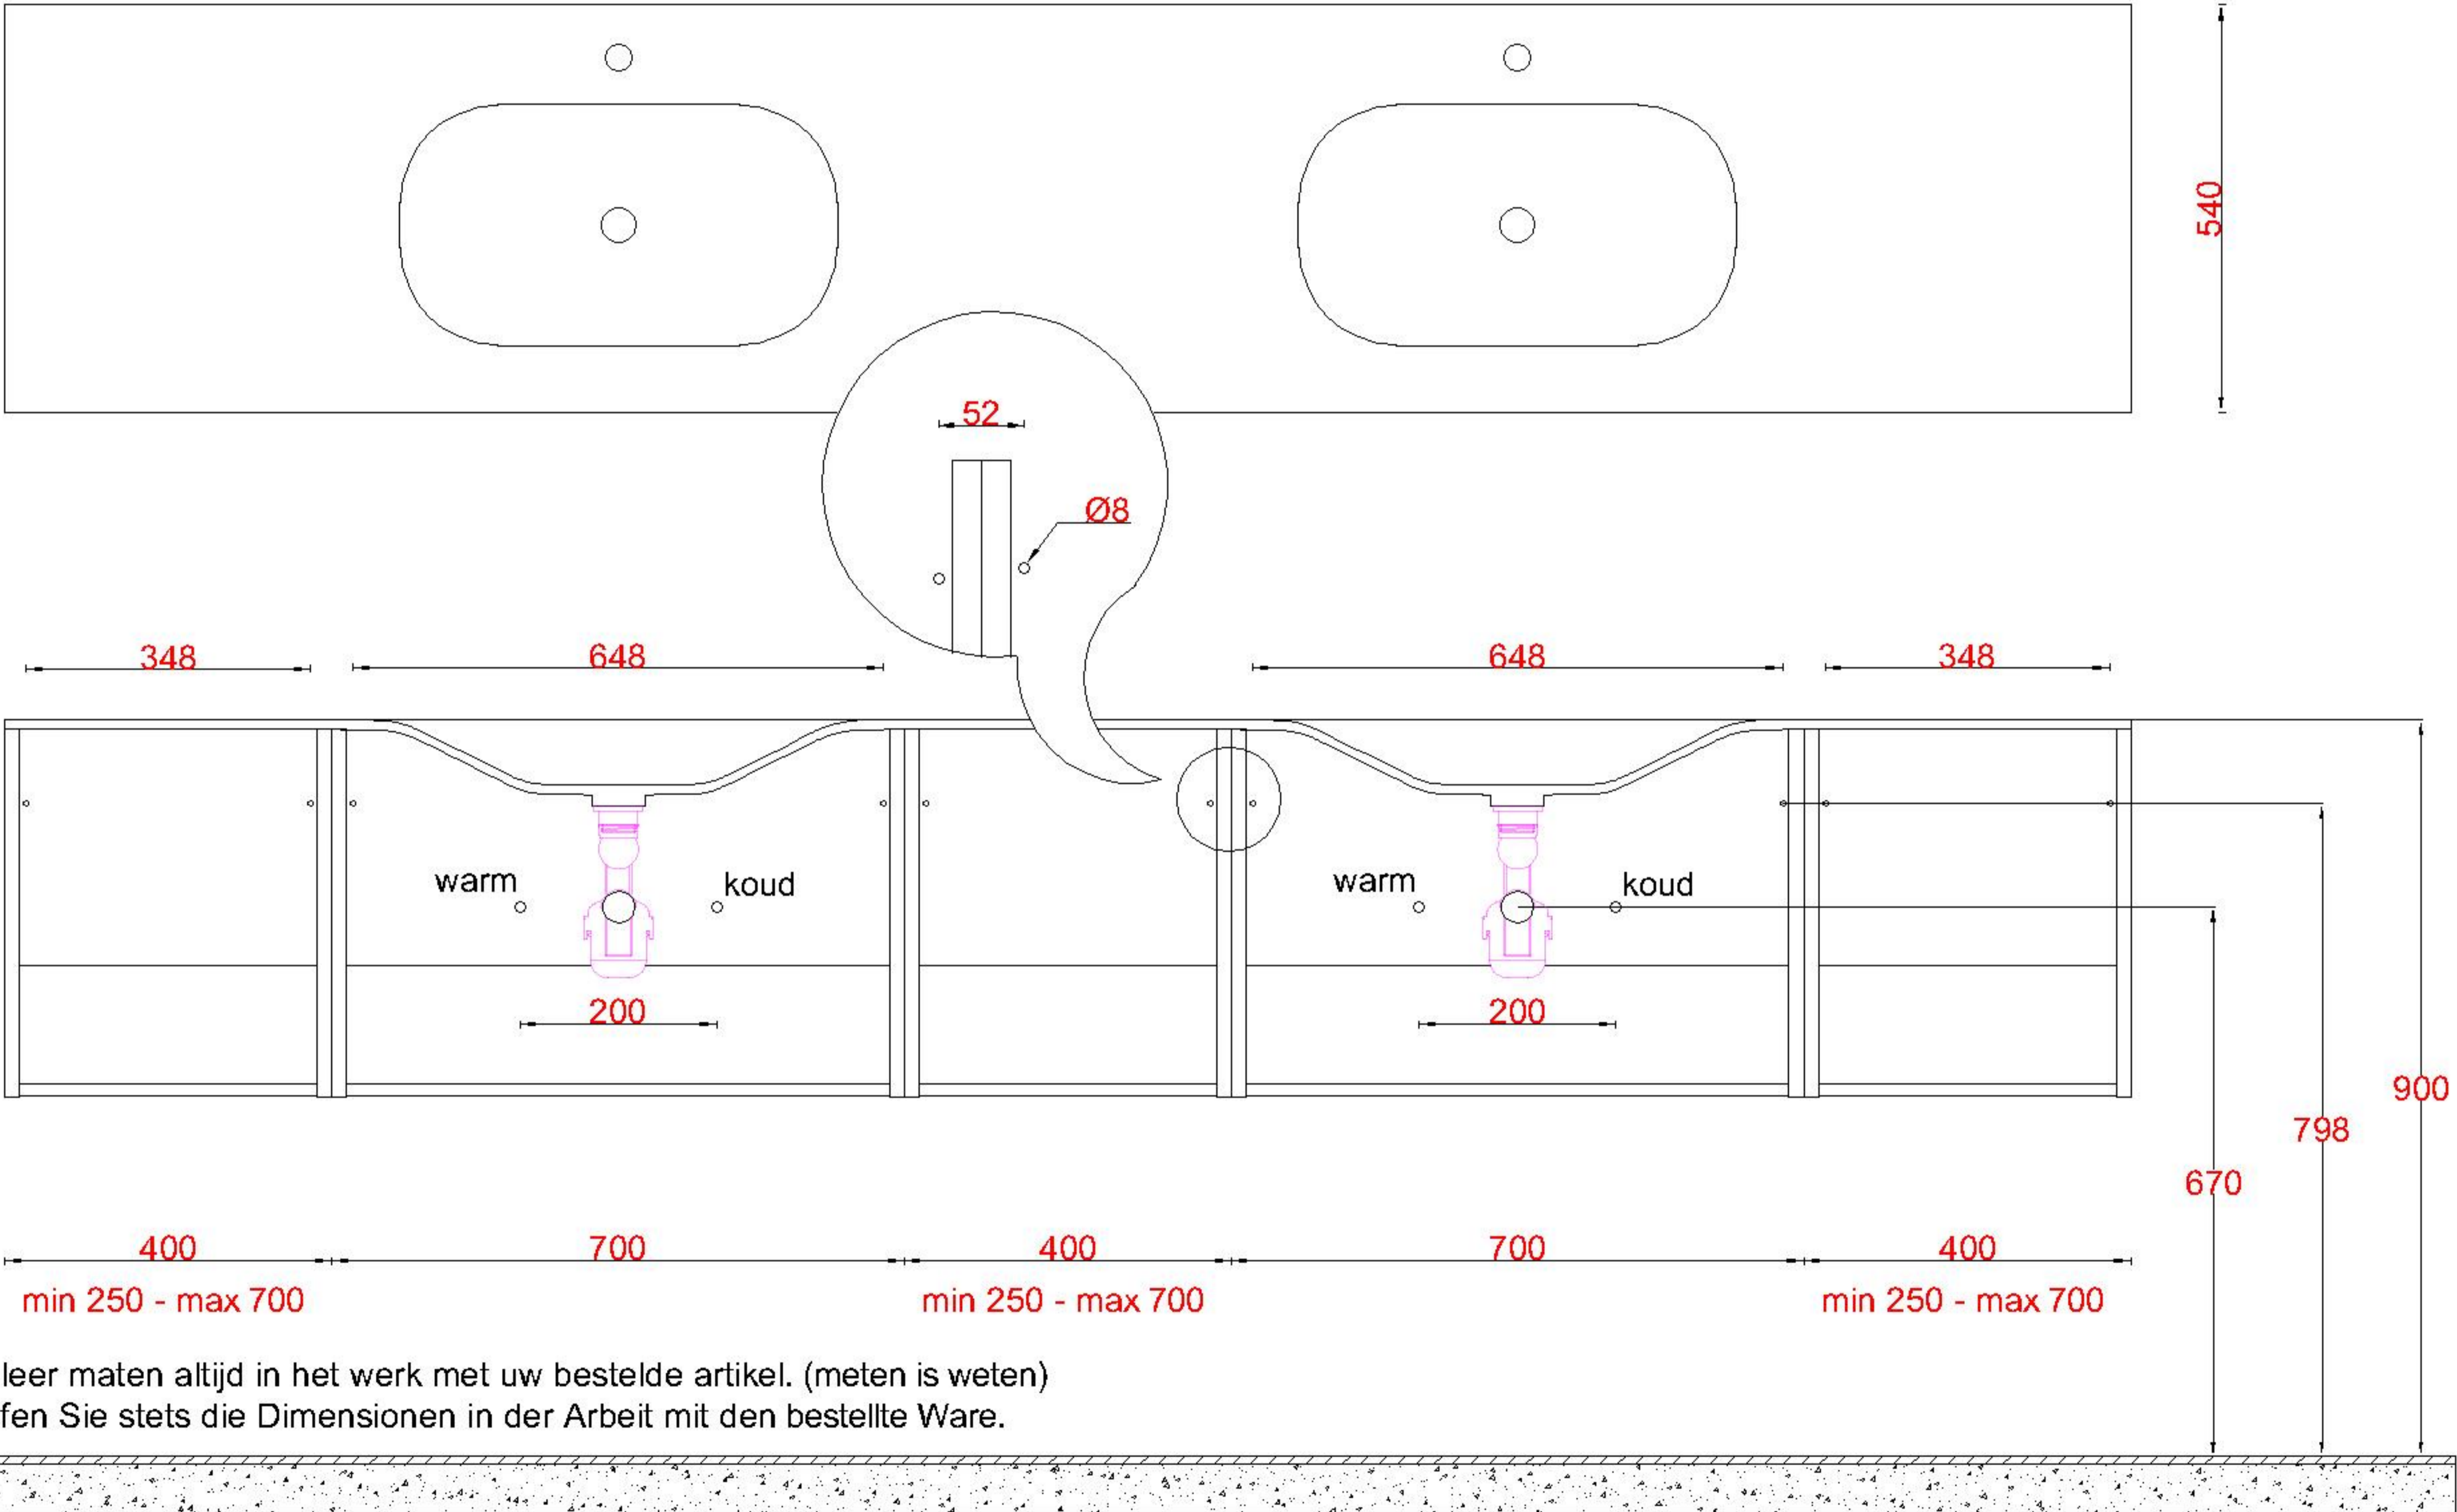 540
52
Ø8
348 648 648 348
warm koud warm koud
200 200
900
798
670
400 700 400 700 400
min 250 - max 700 min 250 - max 700 min 250 - max 700
leer maten altijd in het werk met uw bestelde artikel. (meten is weten)
fen Sie stets die Dimensionen in der Arbeit mit den bestellte Ware.